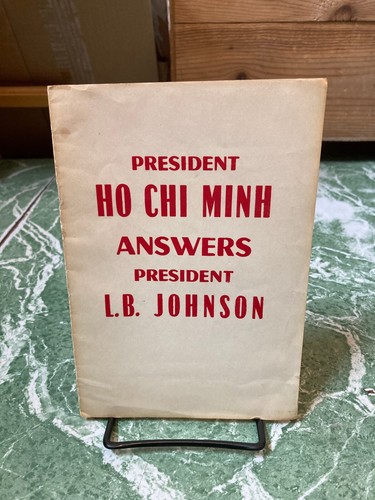 PRESIDENT
HO CHI MINH
ANSWERS
PRESIDENT
L.B. JOHNSON